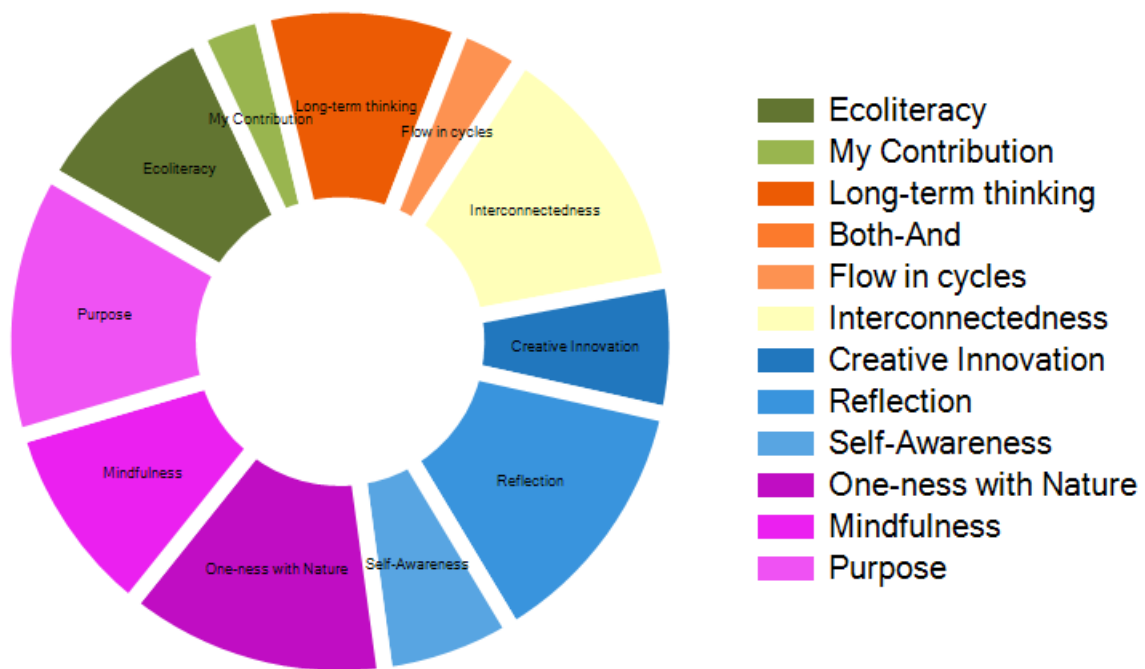 Long-term thinking
My Contribution
Flow in cycles
Ecoliteracy
Interconnectedness
Purpose
Creative Innovation
Mindfulness
Reflection
Self-Awareness
One-ness with Nature
Ecoliteracy
My Contribution
Long-term thinking
Both-And
Flow in cycles
Interconnectedness
Creative Innovation
Reflection
Self-Awareness
One-ness with Nature
Mindfulness
Purpose